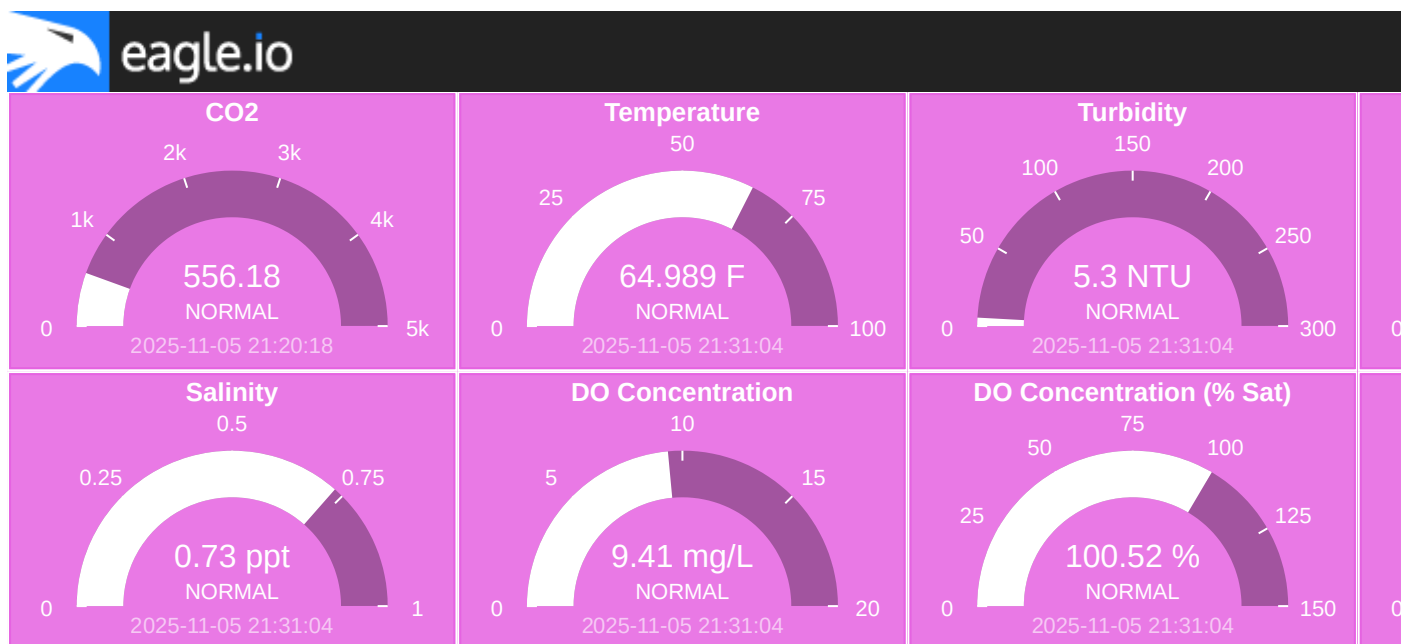 eagle.io
CO2
0
1k
2k
3k
4k
5k
556.18
NORMAL
2025-11-05 21:20:18
Temperature
0
25
50
75
100
64.989 F
NORMAL
2025-11-05 21:31:04
Turbidity
0
50
100
150
200
250
300
5.3 NTU
NORMAL
2025-11-05 21:31:04
0
Salinity
0
0.25
0.5
0.75
1
0.73 ppt
NORMAL
2025-11-05 21:31:04
DO Concentration
0
5
10
15
20
9.41 mg/L
NORMAL
2025-11-05 21:31:04
DO Concentration (% Sat)
0
25
50
75
100
125
150
100.52 %
NORMAL
2025-11-05 21:31:04
0